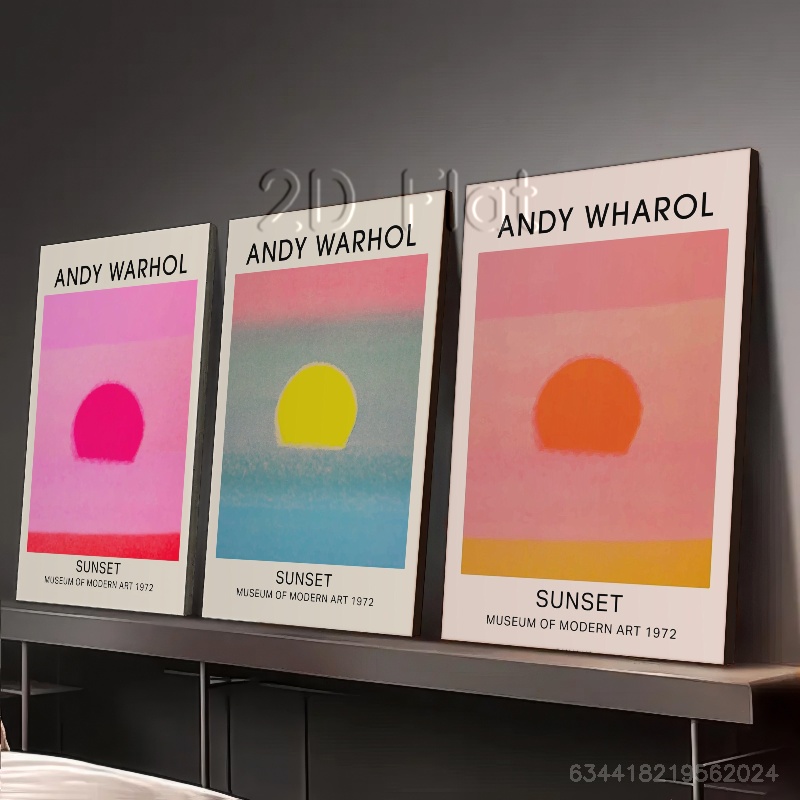 2D Flat
ANDY WARHOL
SUNSET
MUSEUM OF MODERN ART 1972
ANDY WARHOL
SUNSET
MUSEUM OF MODERN ART 1972
ANDY WHAROL
SUNSET
MUSEUM OF MODERN ART 1972
634418219562024